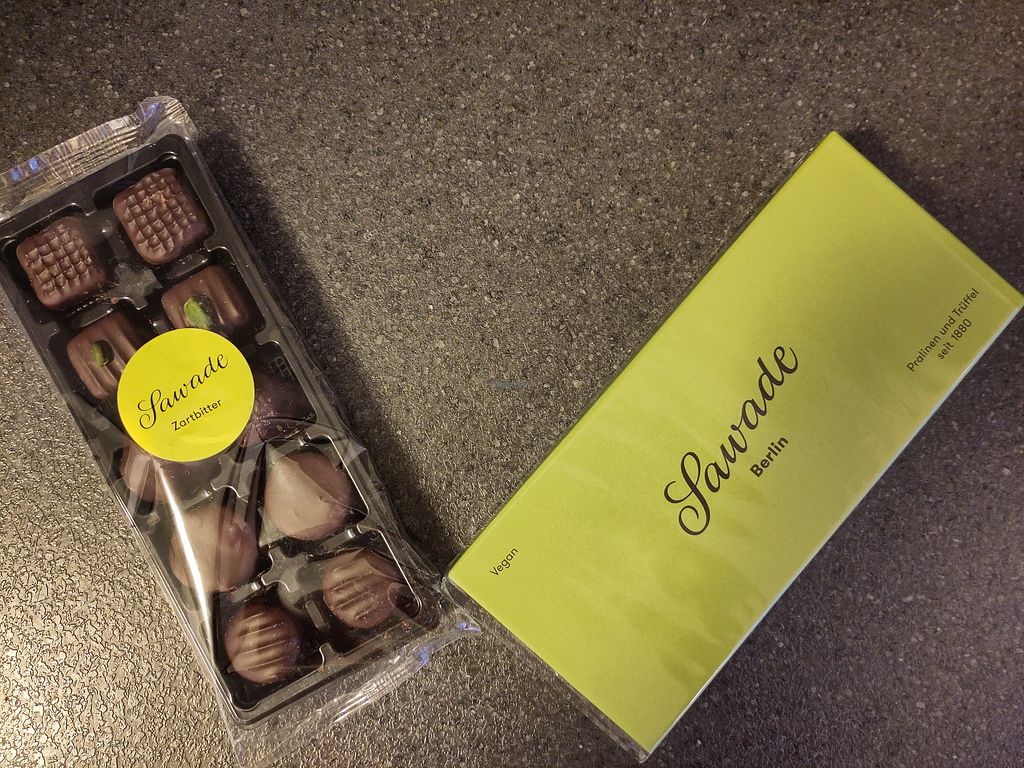 Sawade
Zartbitter
Vegan
Sawade
Berlin
Pralinen und Trüffel
seit 1880